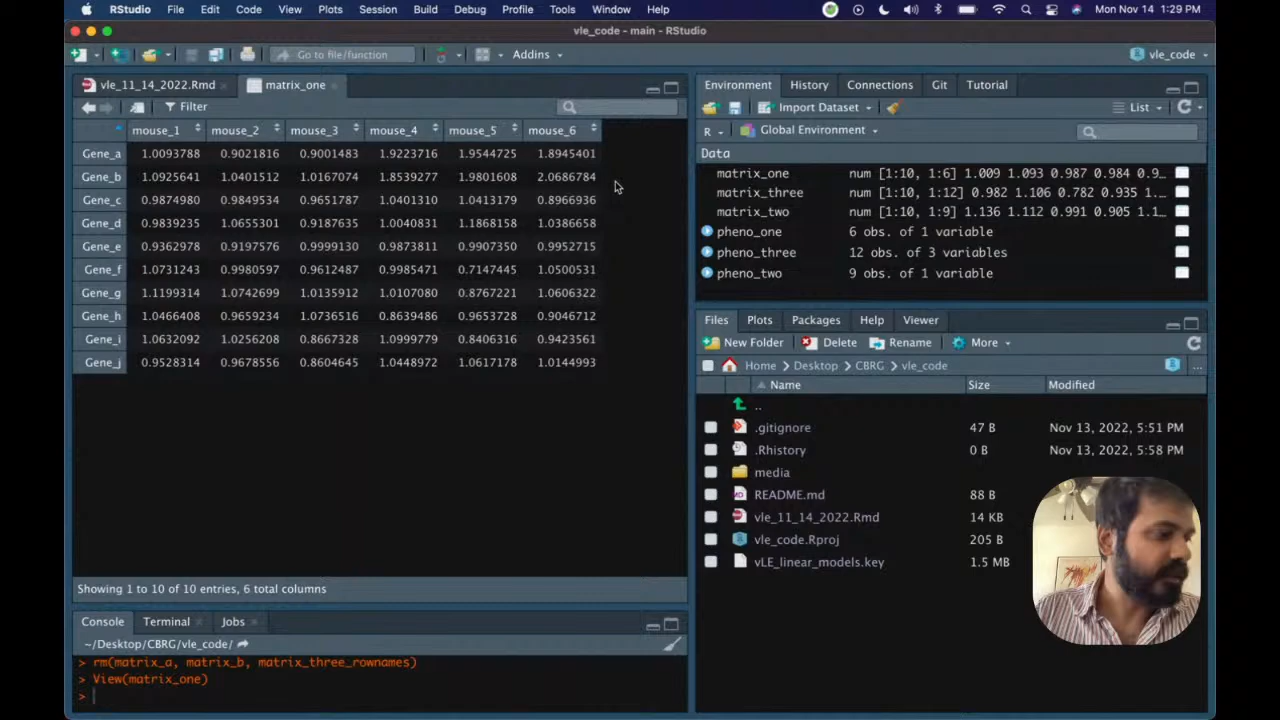 RStudio File Edit Code View Plots Session Build Debug Profile Tools Window Help Mon Nov 14 1:29 PM
vle_code - main - RStudio
Go to file/function Addins vle_code
vle_11_14_2022.Rmd matrix_one
Filter
mouse_1 mouse_2 mouse_3 mouse_4 mouse_5 mouse_6
Gene_a 1.0093788 0.9021816 0.9001483 1.9223716 1.9544725 1.8945401
Gene_b 1.0925641 1.0401512 1.0167074 1.8539277 1.9801608 2.0686784
Gene_c 0.9874980 0.9849534 0.9651787 1.0401310 1.0413179 0.8966936
Gene_d 0.9839235 1.0655301 0.9187635 1.0040831 1.1868158 1.0386658
Gene_e 0.9362978 0.9197576 0.9999130 0.9873811 0.9907350 0.9952715
Gene_f 1.0731243 0.9980597 0.9612487 0.9985471 0.7147445 1.0500531
Gene_g 1.1199314 1.0742699 1.0135912 1.0107080 0.8767221 1.0606322
Gene_h 1.0466408 0.9659234 1.0736516 0.8639486 0.9653728 0.9046712
Gene_i 1.0632092 1.0256208 0.8667328 1.0999779 0.8406316 0.9423561
Gene_j 0.9528314 0.9678556 0.8604645 1.0448972 1.0617178 1.0144993
Showing 1 to 10 of 10 entries, 6 total columns
Console Terminal Jobs
~/Desktop/CBRG/vle_code/
> rm(matrix_a, matrix_b, matrix_three_rownames)
> View(matrix_one)
>
Environment History Connections Git Tutorial
Import Dataset List
R Global Environment
Data
matrix_one num [1:10, 1:6] 1.009 1.093 0.987 0.984 0.9…
matrix_three num [1:10, 1:12] 0.982 1.106 0.782 0.935 1…
matrix_two num [1:10, 1:9] 1.136 1.112 0.991 0.905 1.1…
pheno_one 6 obs. of 1 variable
pheno_three 12 obs. of 3 variables
pheno_two 9 obs. of 1 variable
Files Plots Packages Help Viewer
New Folder Delete Rename More
Home Desktop CBRG vle_code ...
Name Size Modified
..
.gitignore 47 B Nov 13, 2022, 5:51 PM
.Rhistory 0 B Nov 13, 2022, 5:58 PM
media
README.md 88 B
vle_11_14_2022.Rmd 14 KB
vle_code.Rproj 205 B
vLE_linear_models.key 1.5 MB